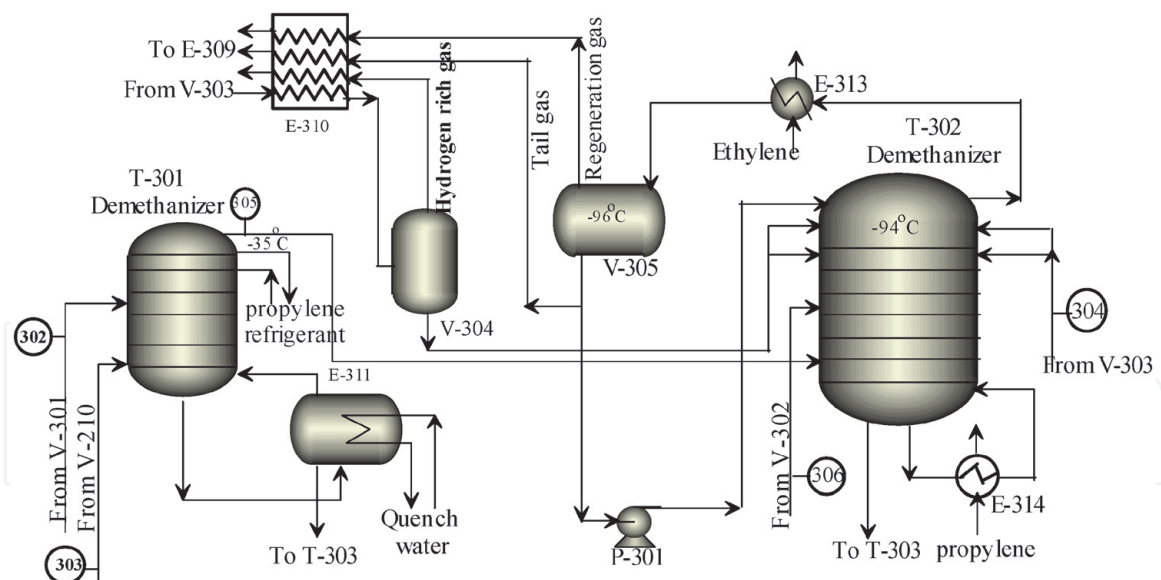 To E-309
From V-303
E-310
Hydrogen rich gas
Tail gas
Regeneration gas
E-313
Ethylene
T-302
Demethanizer
T-301
Demethanizer
305
-35°C
-96°C
V-305
-94°C
propylene
refrigerant
V-304
302
304
From V-303
E-311
From V-301
From V-210
From V-302
306
Quench
water
E-314
303
To T-303
P-301
To T-303
propylene